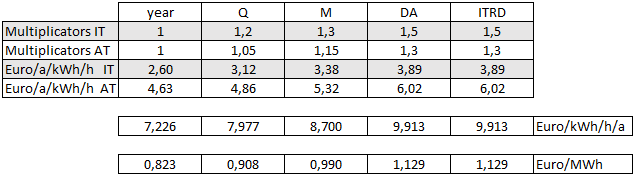 year Q M DA ITRD
Multiplicators IT 1 1,2 1,3 1,5 1,5
Multiplicators AT 1 1,05 1,15 1,3 1,3
Euro/a/kWh/h IT 2,60 3,12 3,38 3,89 3,89
Euro/a/kWh/h AT 4,63 4,86 5,32 6,02 6,02
7,226 7,977 8,700 9,913 9,913 Euro/kWh/h/a
0,823 0,908 0,990 1,129 1,129 Euro/MWh